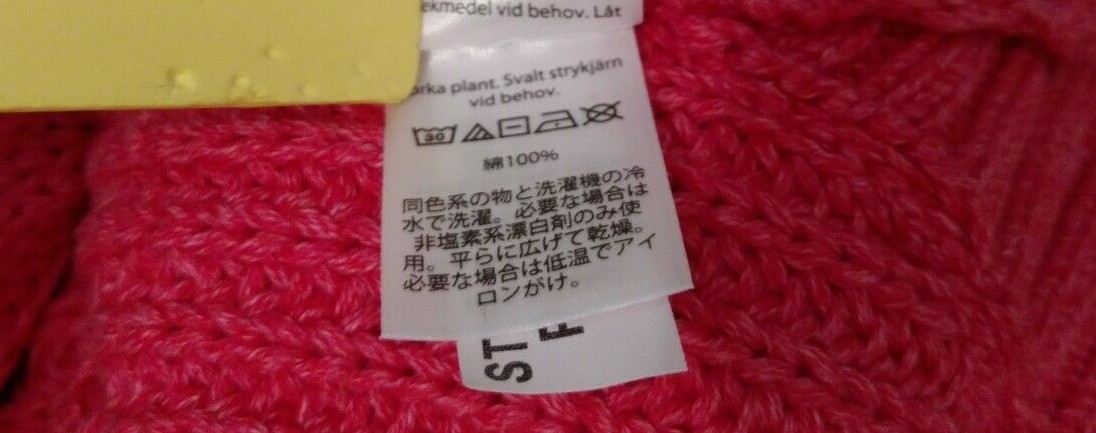 ekmedel vid behov. Låt
orka plant. Svalt strykjärn
vid behov.
30
綿100%
同色系の物と洗濯機の冷
水で洗濯。必要な場合は
非塩素系漂白剤のみ使
用。平らに広げて乾燥。
必要な場合は低温でアイ
ロンがけ。
ST